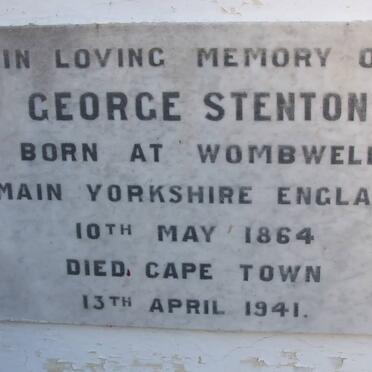 IN LOVING MEMORY O
GEORGE STENTON
BORN AT WOMBWELL
MAIN YORKSHIRE ENGLA
10TH MAY 1864
DIED CAPE TOWN
13TH APRIL 1941.